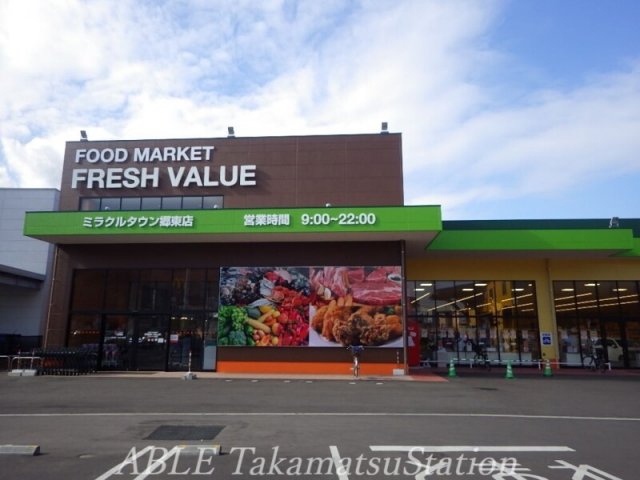 FOOD MARKET
FRESH VALUE
ミラクルタウン郷東店 営業時間 9:00~22:00
ABLE TakamatsuStation